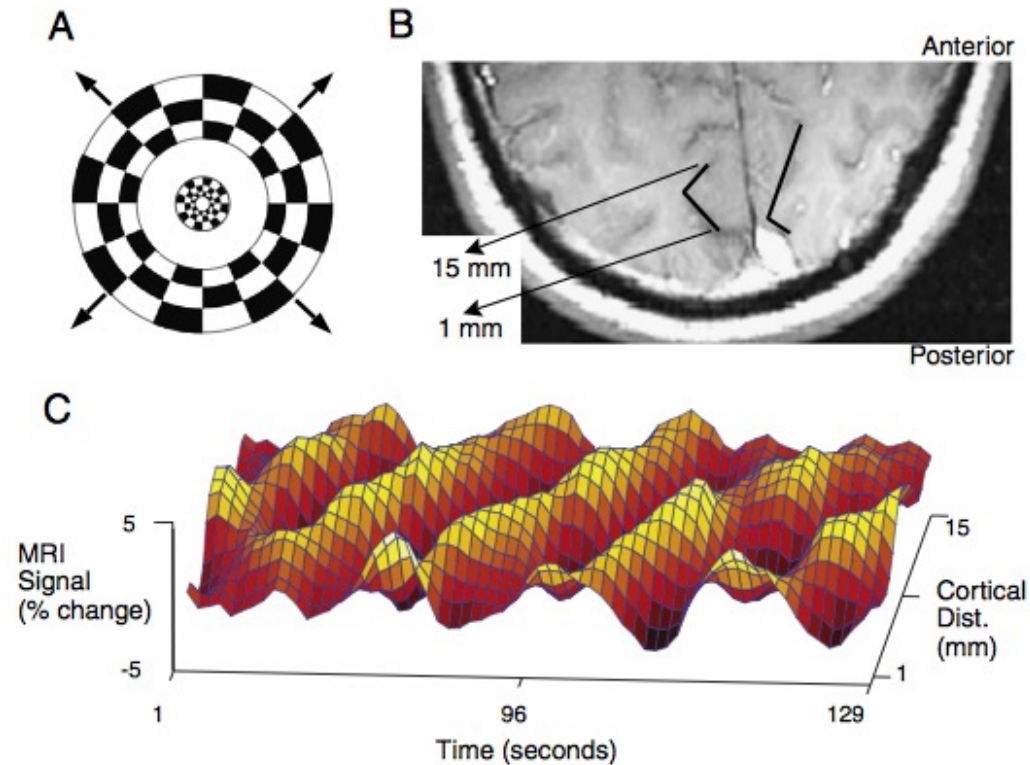 A
B
Anterior
15 mm
1 mm
Posterior
C
5
MRI
Signal
(% change)
-5
15
Cortical
Dist.
(mm)
1
1
96
129
Time (seconds)